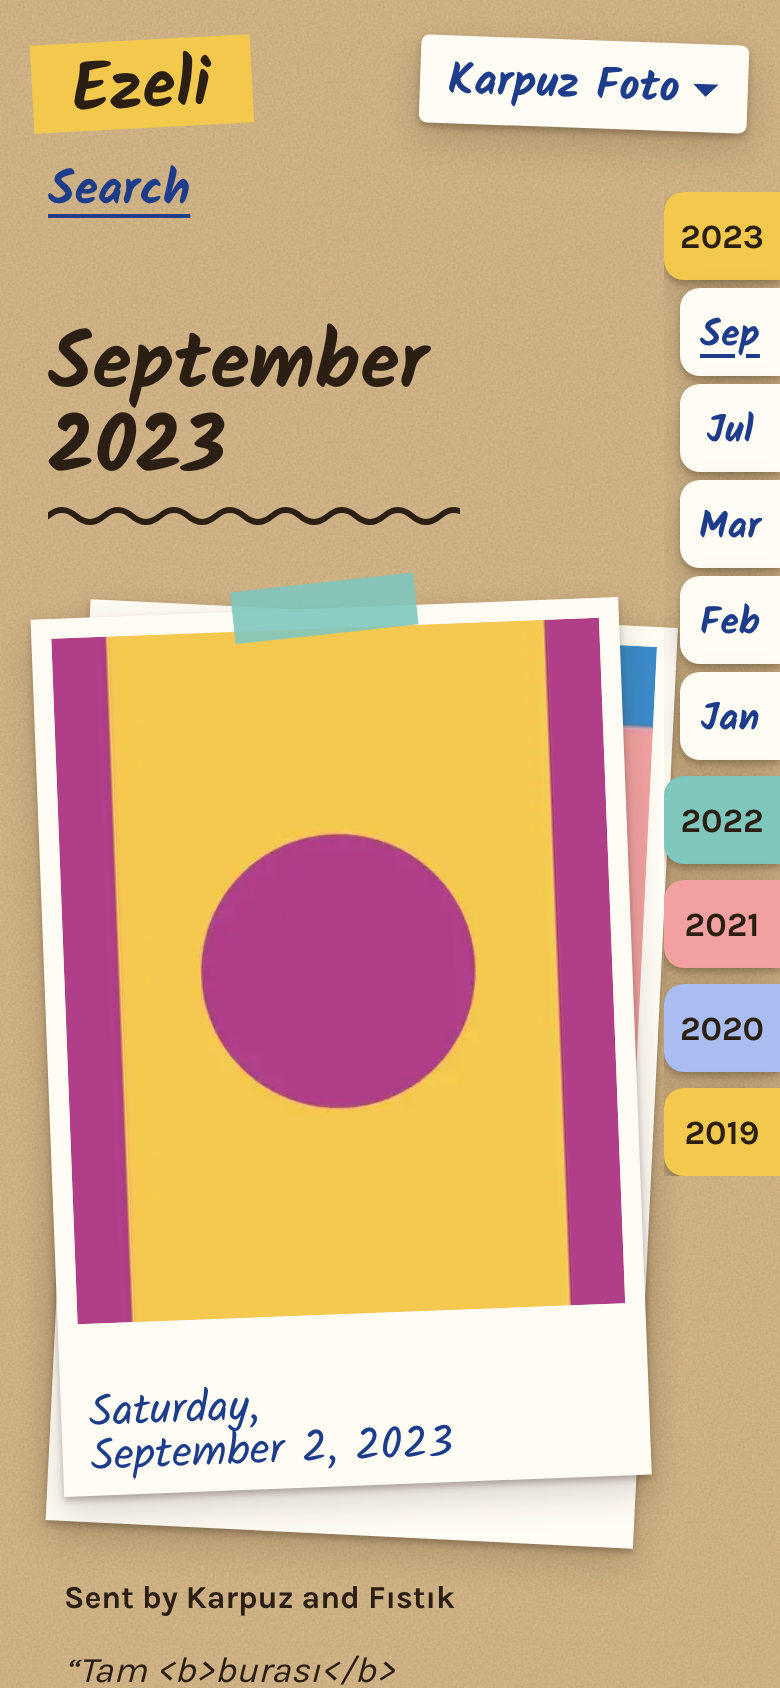 Ezeli
Karpuz Foto
Search
2023
Sep
Jul
Mar
Feb
Jan
2022
2021
2020
2019
September
2023
Saturday,
September 2, 2023
Sent by Karpuz and Fıstık
“Tam <b>burası</b>